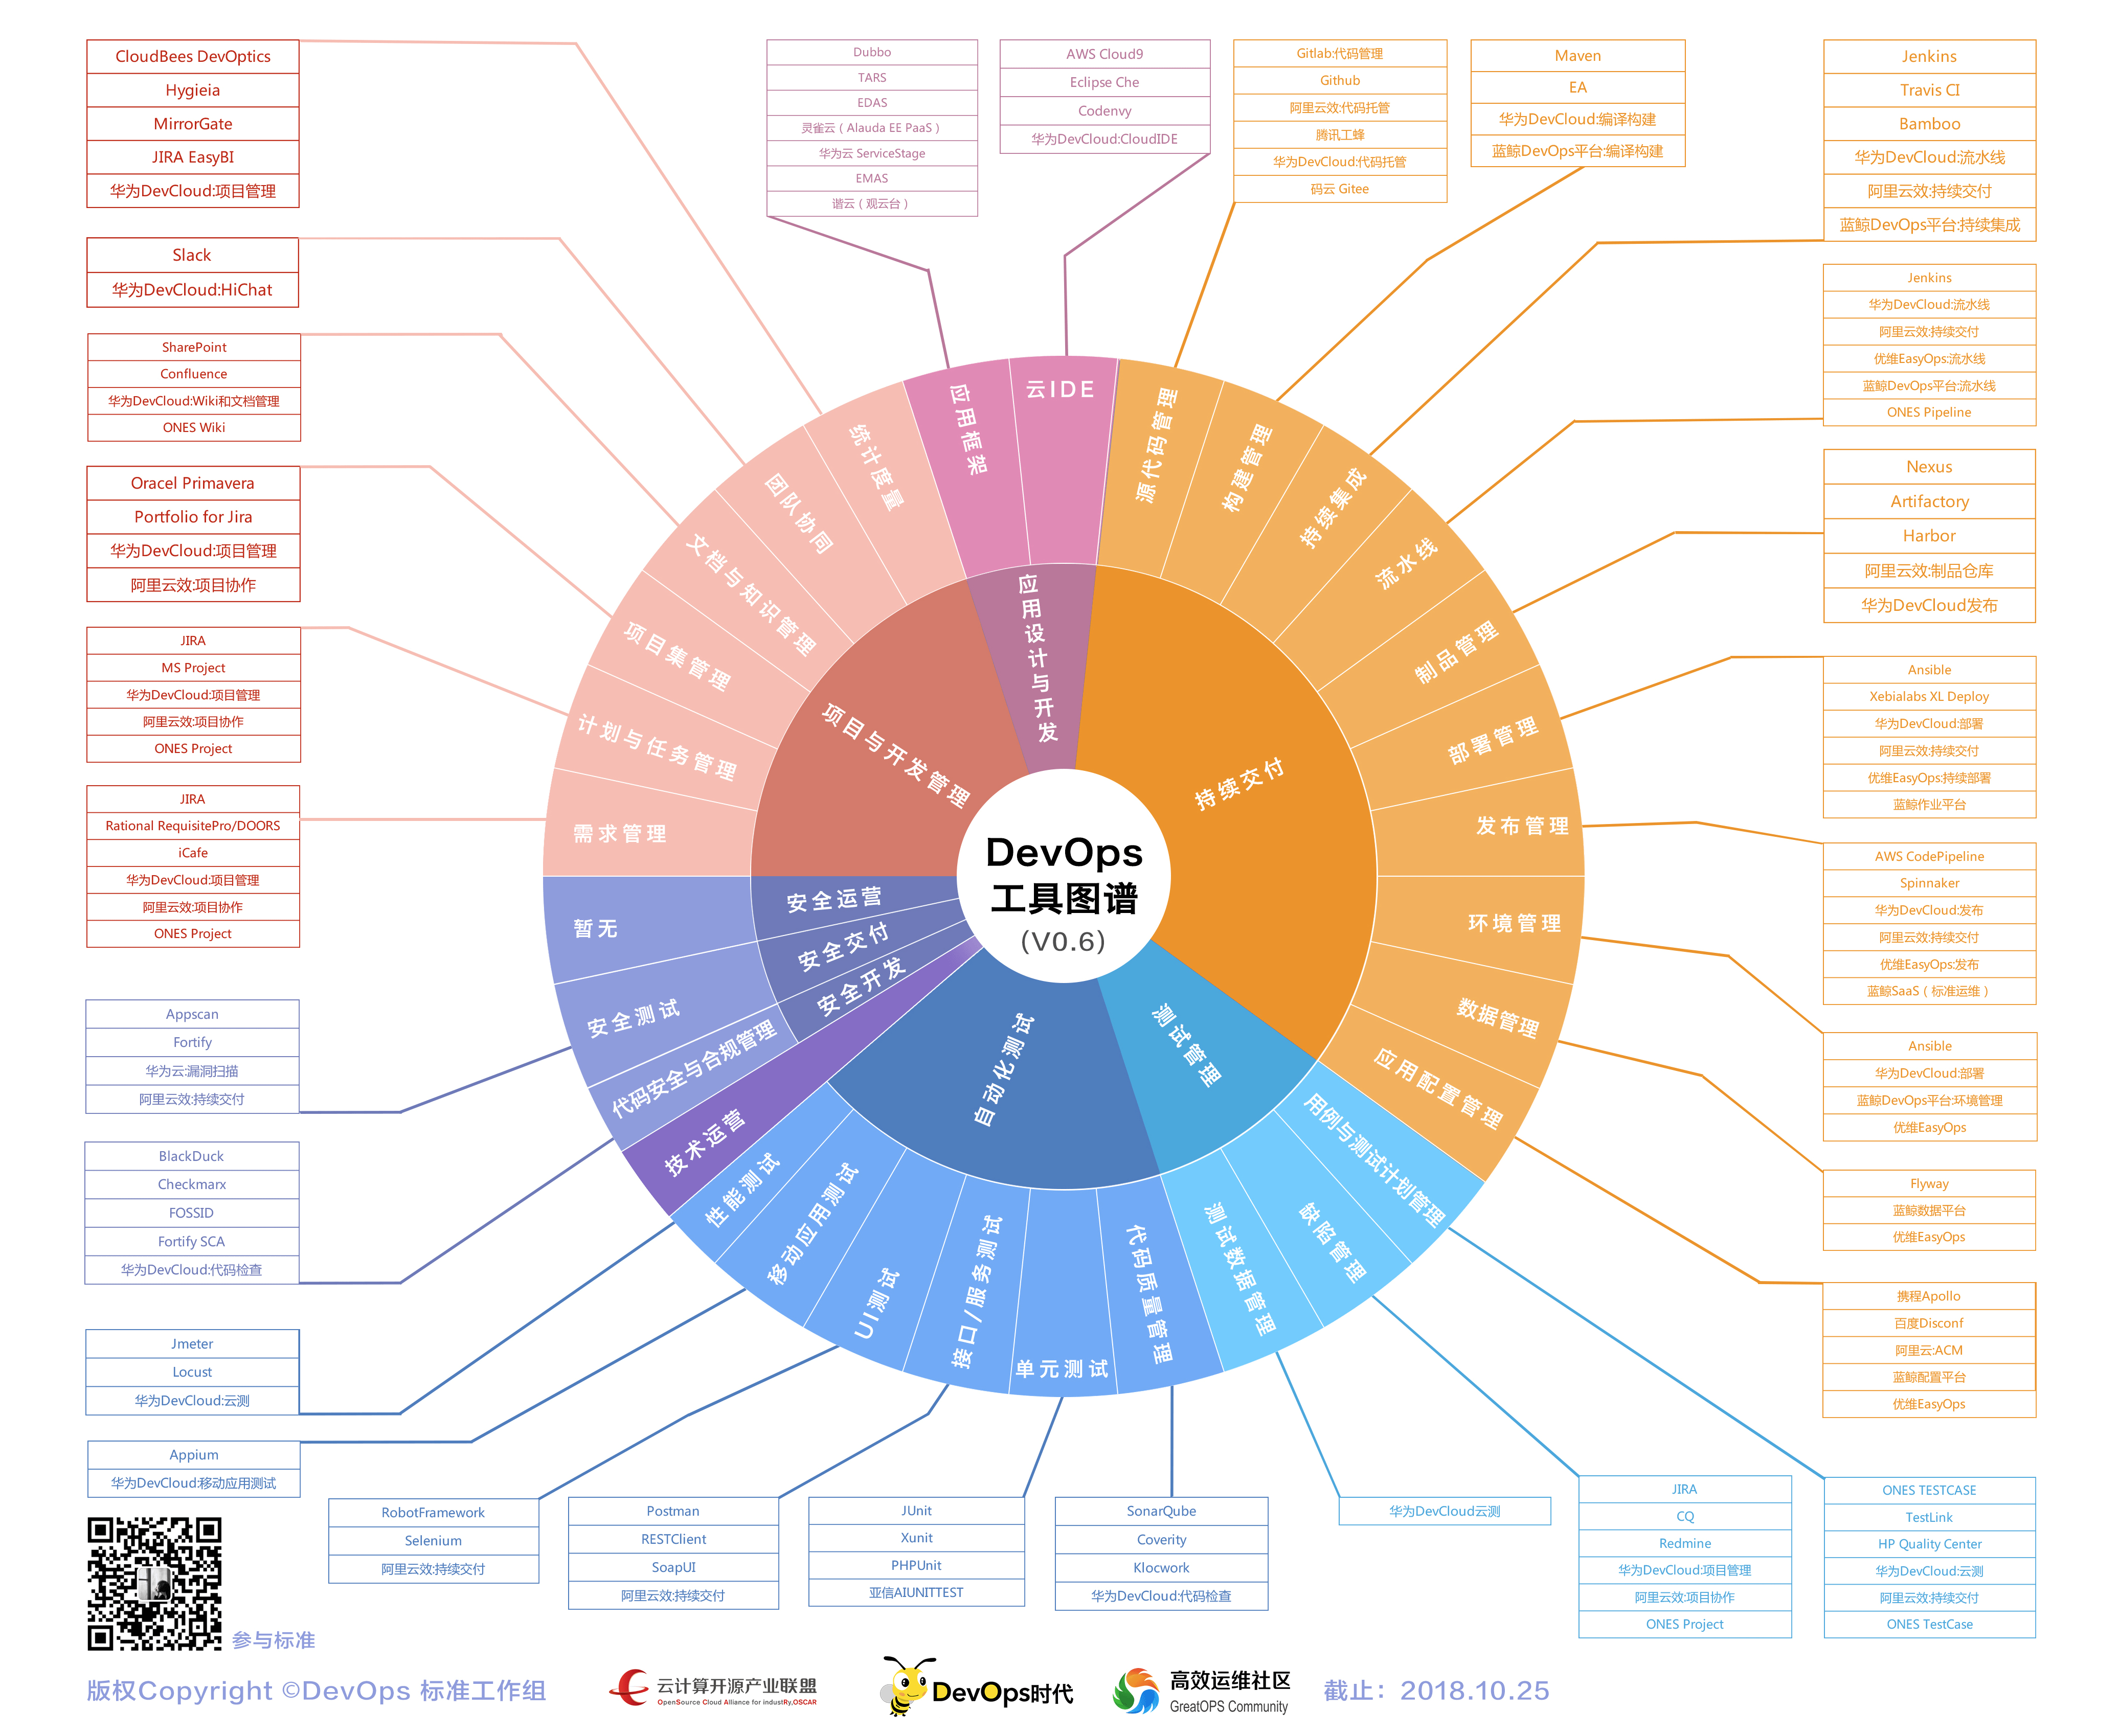 CloudBees DevOptics
Hygieia
MirrorGate
JIRA EasyBI
华为DevCloud:项目管理
Slack
华为DevCloud:HiChat
SharePoint
Confluence
华为DevCloud:Wiki和文档管理
ONES Wiki
Oracel Primavera
Portfolio for Jira
华为DevCloud:项目管理
阿里云效:项目协作
JIRA
MS Project
华为DevCloud:项目管理
阿里云效:项目协作
ONES Project
JIRA
Rational RequisitePro/DOORS
iCafe
华为DevCloud:项目管理
阿里云效:项目协作
ONES Project
Appscan
Fortify
华为云:漏洞扫描
阿里云效:持续交付
BlackDuck
Checkmarx
FOSSID
Fortify SCA
华为DevCloud:代码检查
Jmeter
Locust
华为DevCloud:云测
Appium
华为DevCloud:移动应用测试
Dubbo
TARS
EDAS
灵雀云（Alauda EE PaaS）
华为云 ServiceStage
EMAS
谐云（观云台）
AWS Cloud9
Eclipse Che
Codenvy
华为DevCloud:CloudIDE
Gitlab:代码管理
Github
阿里云效:代码托管
腾讯工蜂
华为DevCloud:代码托管
码云 Gitee
Maven
EA
华为DevCloud:编译构建
蓝鲸DevOps平台:编译构建
Jenkins
Travis CI
Bamboo
华为DevCloud:流水线
阿里云效:持续交付
蓝鲸DevOps平台:持续集成
Jenkins
华为DevCloud:流水线
阿里云效:持续交付
优维EasyOps:流水线
蓝鲸DevOps平台:流水线
ONES Pipeline
Nexus
Artifactory
Harbor
阿里云效:制品仓库
华为DevCloud发布
Ansible
Xebialabs XL Deploy
华为DevCloud:部署
阿里云效:持续交付
优维EasyOps:持续部署
蓝鲸作业平台
AWS CodePipeline
Spinnaker
华为DevCloud:发布
阿里云效:持续交付
优维EasyOps:发布
蓝鲸SaaS（标准运维）
Ansible
华为DevCloud:部署
蓝鲸DevOps平台:环境管理
优维EasyOps
Flyway
蓝鲸数据平台
优维EasyOps
携程Apollo
百度Disconf
阿里云:ACM
蓝鲸配置平台
优维EasyOps
统计度量
团队协同
文档与知识管理
项目集管理
计划与任务管理
需求管理
应用框架
云IDE
源代码管理
构建管理
持续集成
流水线
制品管理
部署管理
发布管理
环境管理
数据管理
应用配置管理
用例与测试计划管理
缺陷管理
测试数据管理
代码质量管理
单元测试
接口/服务测试
UI测试
移动应用测试
性能测试
技术运营
代码安全与合规管理
安全测试
暂无
项目与开发管理
应用设计与开发
持续交付
测试管理
自动化测试
安全开发
安全交付
安全运营
DevOps
工具图谱
(V0.6)
RobotFramework
Selenium
阿里云效:持续交付
Postman
RESTClient
SoapUI
阿里云效:持续交付
JUnit
Xunit
PHPUnit
亚信AIUNITTEST
SonarQube
Coverity
Klocwork
华为DevCloud:代码检查
华为DevCloud云测
JIRA
CQ
Redmine
华为DevCloud:项目管理
阿里云效:项目协作
ONES Project
ONES TESTCASE
TestLink
HP Quality Center
华为DevCloud:云测
阿里云效:持续交付
ONES TestCase
参与标准
版权Copyright ©DevOps 标准工作组
云计算开源产业联盟
OpenSource Cloud Alliance for industRy,OSCAR
DevOps时代
高效运维社区
GreatOPS Community
截止：2018.10.25